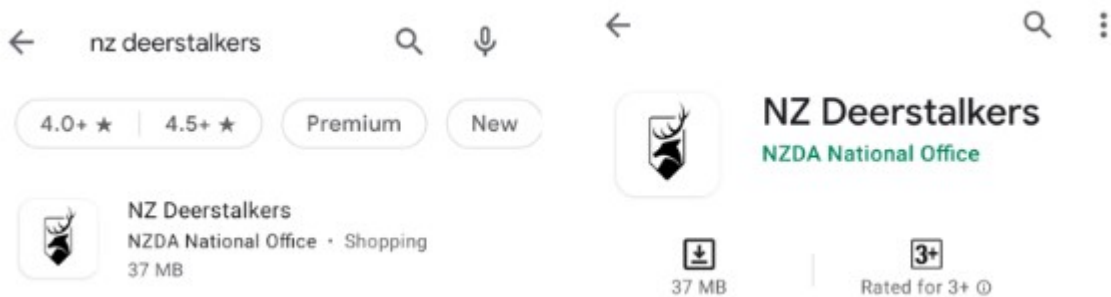 nz deerstalkers
4.0+ ★ 4.5+ ★ Premium New
NZ Deerstalkers
NZDA National Office · Shopping
37 MB
NZ Deerstalkers
NZDA National Office
37 MB
3+
Rated for 3+